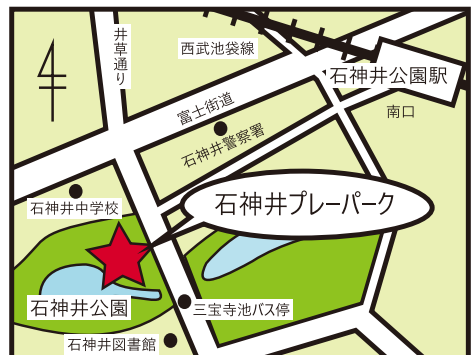 井草通り
西武池袋線
石神井公園駅
富士街道
南口
石神井警察署
石神井中学校
石神井プレーパーク
石神井公園
三宝寺池バス停
石神井図書館